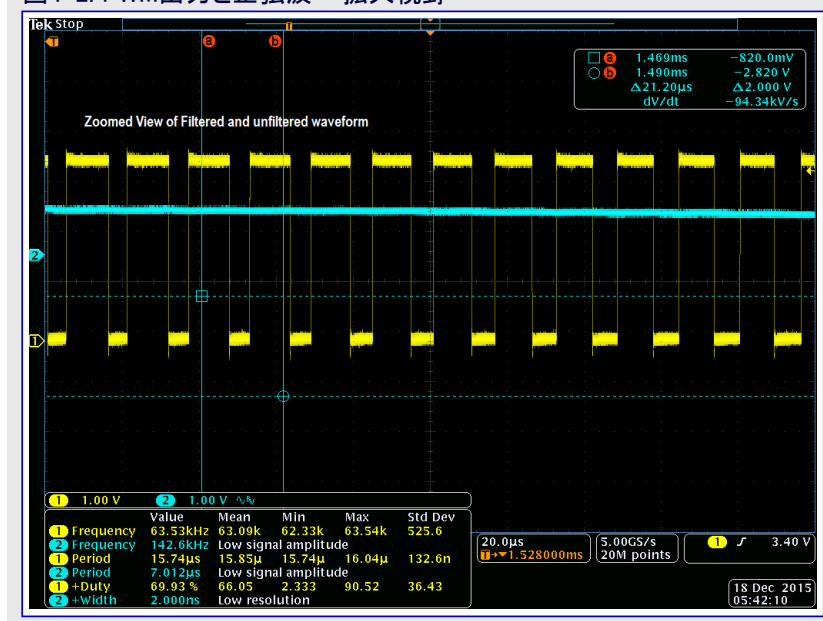 Tek Stop
T
a b
a 1.469ms -820.0mV
b 1.490ms -2.820 V
Δ21.20µs Δ2.000 V
dV/dt -94.34kV/s
Zoomed View of Filtered and unfiltered waveform
2
1
1 1.00 V 2 1.00 V
Value Mean Min Max Std Dev
1 Frequency 63.53kHz 63.09k 62.33k 63.54k 525.6
2 Frequency 142.6kHz Low signal amplitude
1 Period 15.74µs 15.85µ 15.74µ 16.04µ 132.6n
2 Period 7.012µs Low signal amplitude
1 +Duty 69.93 % 66.05 2.333 90.52 36.43
2 +Width 2.000ns Low resolution
20.0µs
T→▼1.528000ms
5.00GS/s
20M points
1 3.40 V
18 Dec 2015
05:42:10